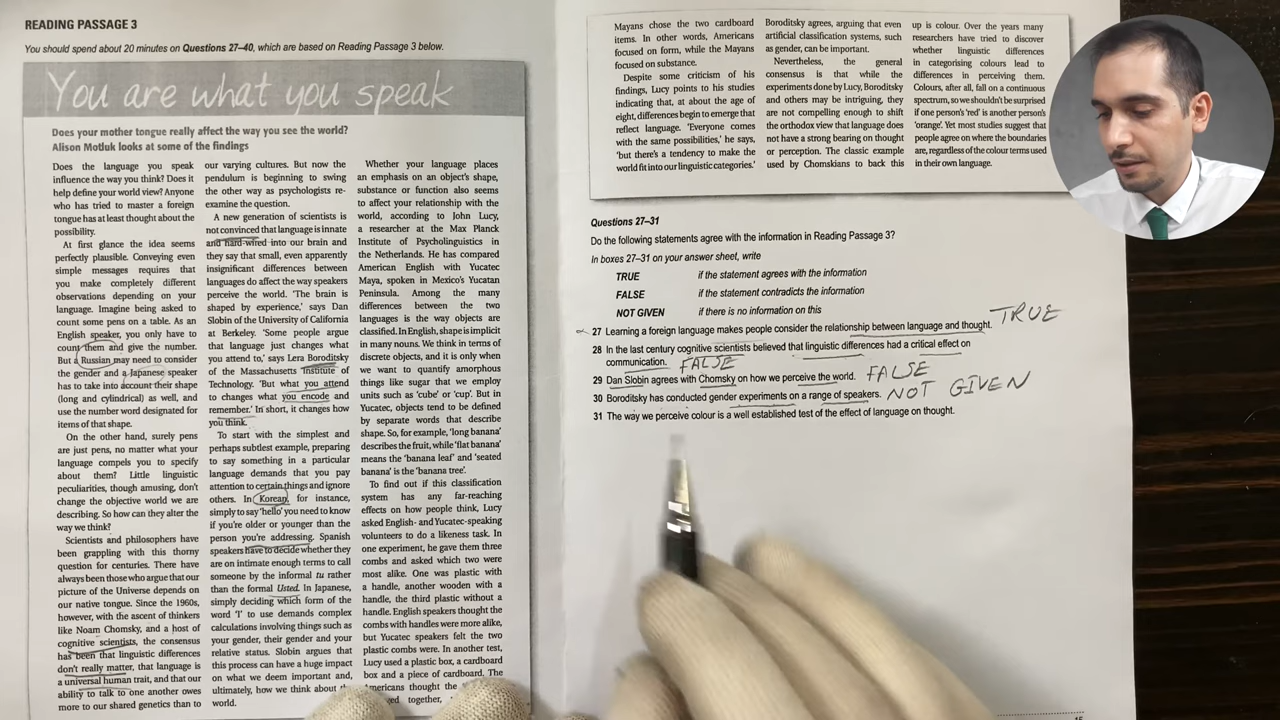 READING PASSAGE 3
You should spend about 20 minutes on Questions 27–40, which are based on Reading Passage 3 below.
You are what you speak
Does your mother tongue really affect the way you see the world?
Alison Motluk looks at some of the findings
Does the language you speak
influence the way you think? Does it
help define your world view? Anyone
who has tried to master a foreign
tongue has at least thought about the
possibility.
At first glance the idea seems
perfectly plausible. Conveying even
simple messages requires that
you make completely different
observations depending on your
language. Imagine being asked to
count some pens on a table. As an
English speaker, you only have to
count them and give the number.
But a Russian may need to consider
the gender and a Japanese speaker
has to take into account their shape
(long and cylindrical) as well, and
use the number word designated for
items of that shape.
On the other hand, surely pens
are just pens, no matter what your
language compels you to specify
about them? Little linguistic
peculiarities, though amusing, don't
change the objective world we are
describing. So how can they alter the
way we think?
Scientists and philosophers have
been grappling with this thorny
question for centuries. There have
always been those who argue that our
picture of the Universe depends on
our native tongue. Since the 1960s,
however, with the ascent of thinkers
like Noam Chomsky, and a host of
cognitive scientists, the consensus
has been that linguistic differences
don't really matter, that language is
a universal human trait, and that our
ability to talk to one another owes
more to our shared genetics than to
our varying cultures. But now the
pendulum is beginning to swing
the other way as psychologists re-
examine the question.
A new generation of scientists is
not convinced that language is innate
and hard-wired into our brain and
they say that small, even apparently
insignificant differences between
languages do affect the way speakers
perceive the world. 'The brain is
shaped by experience,' says Dan
Slobin of the University of California
at Berkeley. 'Some people argue
that language just changes what
you attend to,' says Lera Boroditsky
of the Massachusetts Institute of
Technology. 'But what you attend
to changes what you encode and
remember.' In short, it changes how
you think.
To start with the simplest and
perhaps subtlest example, preparing
to say something in a particular
language demands that you pay
attention to certain things and ignore
others. In Korean, for instance,
simply to say 'hello' you need to know
if you're older or younger than the
person you're addressing. Spanish
speakers have to decide whether they
are on intimate enough terms to call
someone by the informal tu rather
than the formal Usted. In Japanese,
simply deciding which form of the
word 'I' to use demands complex
calculations involving things such as
your gender, their gender and your
relative status. Slobin argues that
this process can have a huge impact
on what we deem important and,
ultimately, how we think about
world.
Whether your language places
an emphasis on an object's shape,
substance or function also seems
to affect your relationship with the
world, according to John Lucy,
a researcher at the Max Planck
Institute of Psycholinguistics in
the Netherlands. He has compared
American English with Yucatec
Maya, spoken in Mexico's Yucatan
Peninsula. Among the many
differences between the two
languages is the way objects are
classified. In English, shape is implicit
in many nouns. We think in terms of
discrete objects, and it is only when
we want to quantify amorphous
things like sugar that we employ
units such as 'cube' or 'cup'. But in
Yucatec, objects tend to be defined
by separate words that describe
shape. So, for example, 'long banana'
describes the fruit, while 'flat banana'
means the 'banana leaf' and 'seated
banana' is the 'banana tree'.
To find out if this classification
system has any far-reaching
effects on how people think, Lucy
asked English- and Yucatec-speaking
volunteers to do a likeness task. In
one experiment, he gave them three
combs and asked which two were
most alike. One was plastic with
a handle, another wooden with a
handle, the third plastic without a
handle. English speakers thought the
combs with handles were more alike,
but Yucatec speakers felt the two
plastic combs were. In another test,
Lucy used a plastic box, a cardboard
box and a piece of cardboard. The
Americans thought the
together,
Mayans chose the two cardboard
items. In other words, Americans
focused on form, while the Mayans
focused on substance.
Despite some criticism of his
findings, Lucy points to his studies
indicating that, at about the age of
eight, differences begin to emerge that
reflect language. 'Everyone comes
with the same possibilities,' he says,
'but there's a tendency to make the
world fit into our linguistic categories.'
Boroditsky agrees, arguing that even
artificial classification systems, such
as gender, can be important.
Nevertheless, the general
consensus is that while the
experiments done by Lucy, Boroditsky
and others may be intriguing, they
are not compelling enough to shift
the orthodox view that language does
not have a strong bearing on thought
or perception. The classic example
used by Chomskians to back this
up is colour. Over the years many
researchers have tried to discover
whether linguistic differences
in categorising colours lead to
differences in perceiving them.
Colours, after all, fall on a continuous
spectrum, so we shouldn't be surprised
if one person's 'red' is another person's
'orange'. Yet most studies suggest that
people agree on where the boundaries
are, regardless of the colour terms used
in their own language.
Questions 27–31
Do the following statements agree with the information in Reading Passage 3?
In boxes 27–31 on your answer sheet, write
TRUE if the statement agrees with the information
FALSE if the statement contradicts the information
NOT GIVEN if there is no information on this
27 Learning a foreign language makes people consider the relationship between language and thought. TRUE
28 In the last century cognitive scientists believed that linguistic differences had a critical effect on
communication. FALSE
29 Dan Slobin agrees with Chomsky on how we perceive the world. FALSE
30 Boroditsky has conducted gender experiments on a range of speakers. NOT GIVEN
31 The way we perceive colour is a well established test of the effect of language on thought.